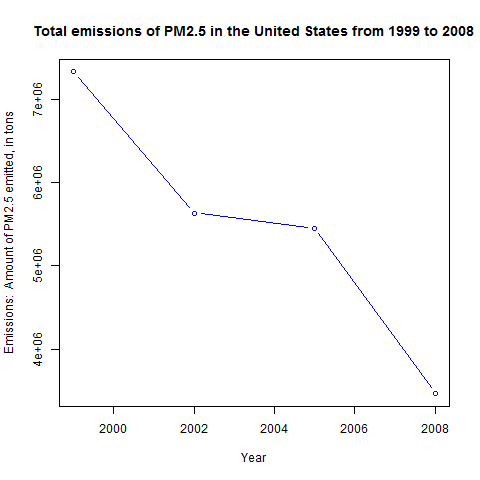 Total emissions of PM2.5 in the United States from 1999 to 2008
Emissions:  Amount of PM2.5 emitted, in tons
7e+06
6e+06
5e+06
4e+06
2000 2002 2004 2006 2008
Year